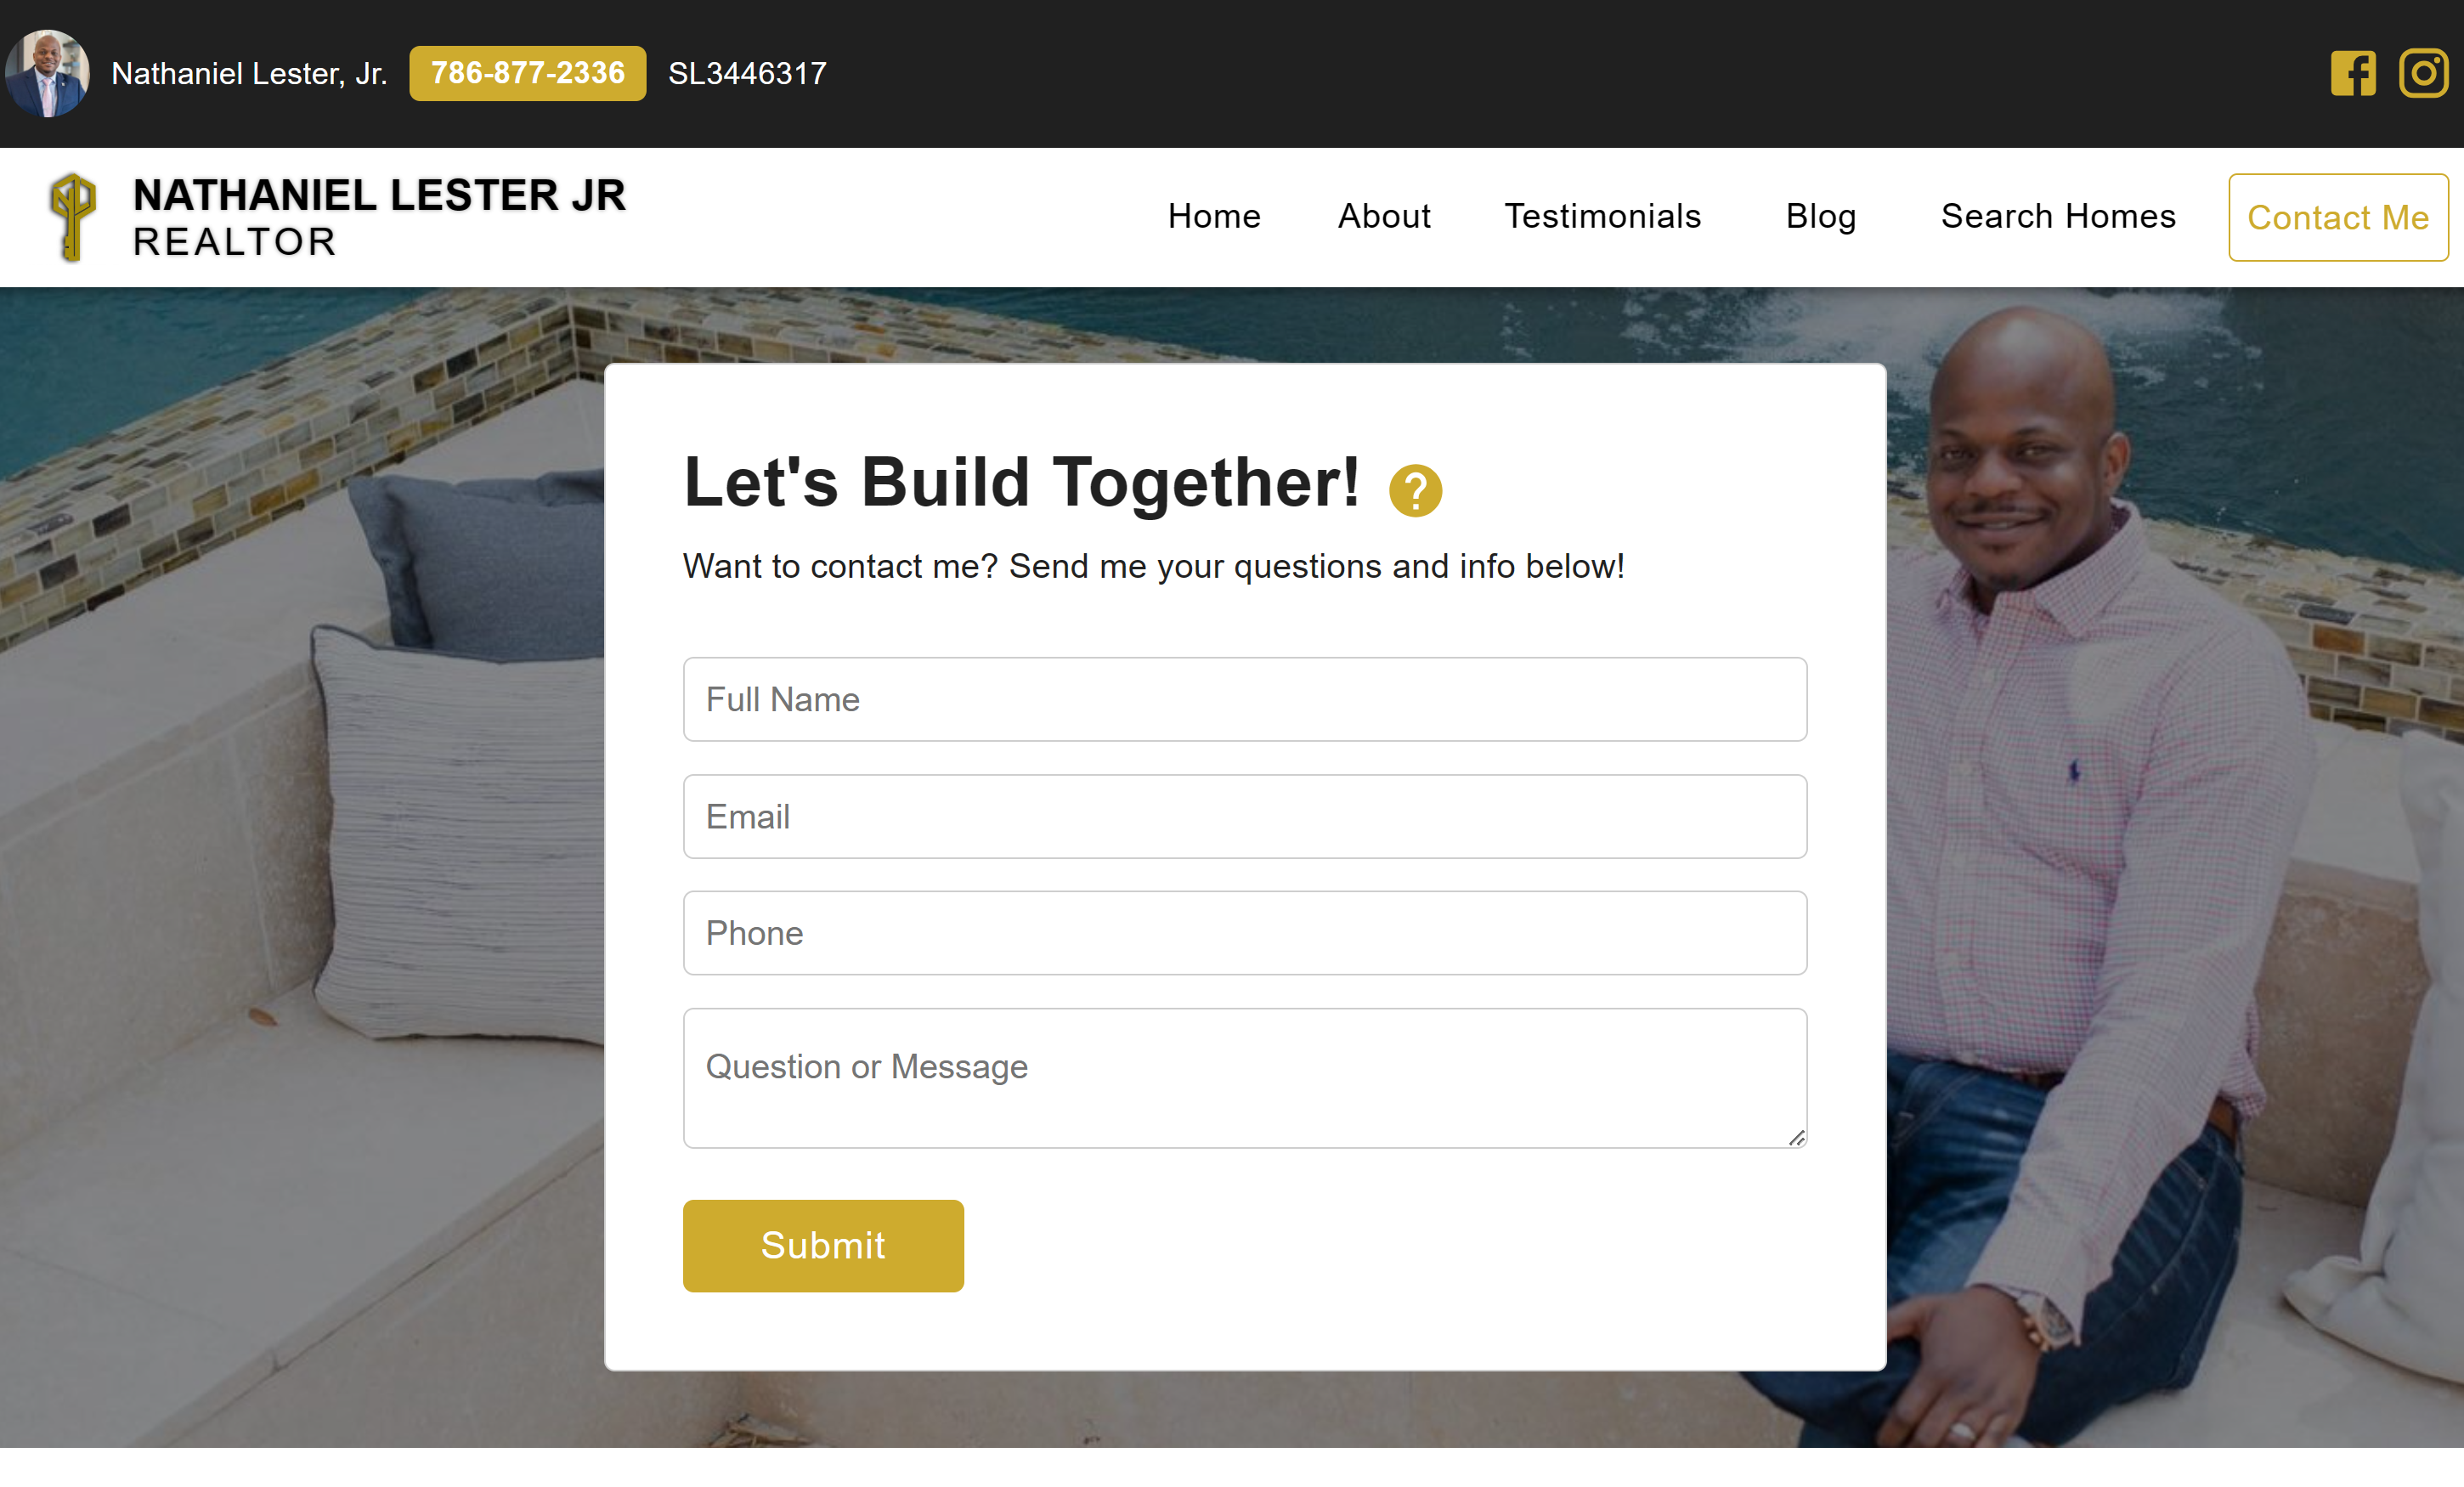 Nathaniel Lester, Jr. 786-877-2336 SL3446317
NATHANIEL LESTER JR
REALTOR
Home About Testimonials Blog Search Homes Contact Me
Let's Build Together!
Want to contact me? Send me your questions and info below!
Full Name
Email
Phone
Question or Message
Submit